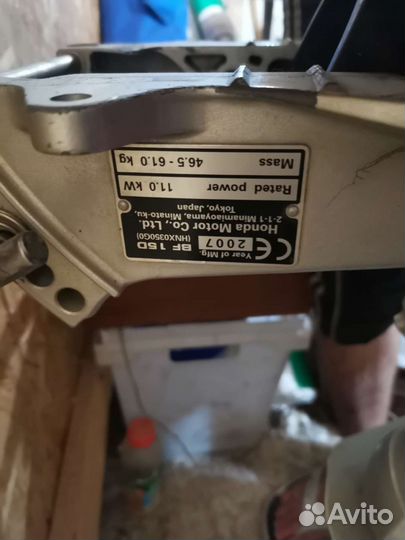 Year of Mfg.
2007
CE
BF 15D
(HNX0350G0)
Honda Motor Co., Ltd.
2-1-1 Minamiaoyama, Minato-ku,
Tokyo, Japan
Rated power 11.0 kW
Mass 46.5 - 61.0 kg
Avito